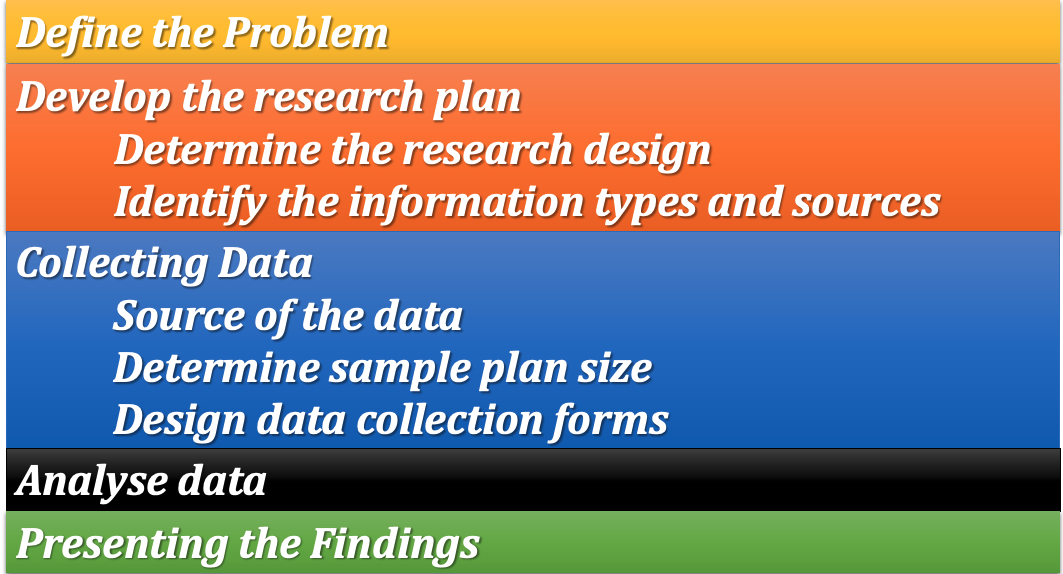 Define the Problem
Develop the research plan
Determine the research design
Identify the information types and sources
Collecting Data
Source of the data
Determine sample plan size
Design data collection forms
Analyse data
Presenting the Findings